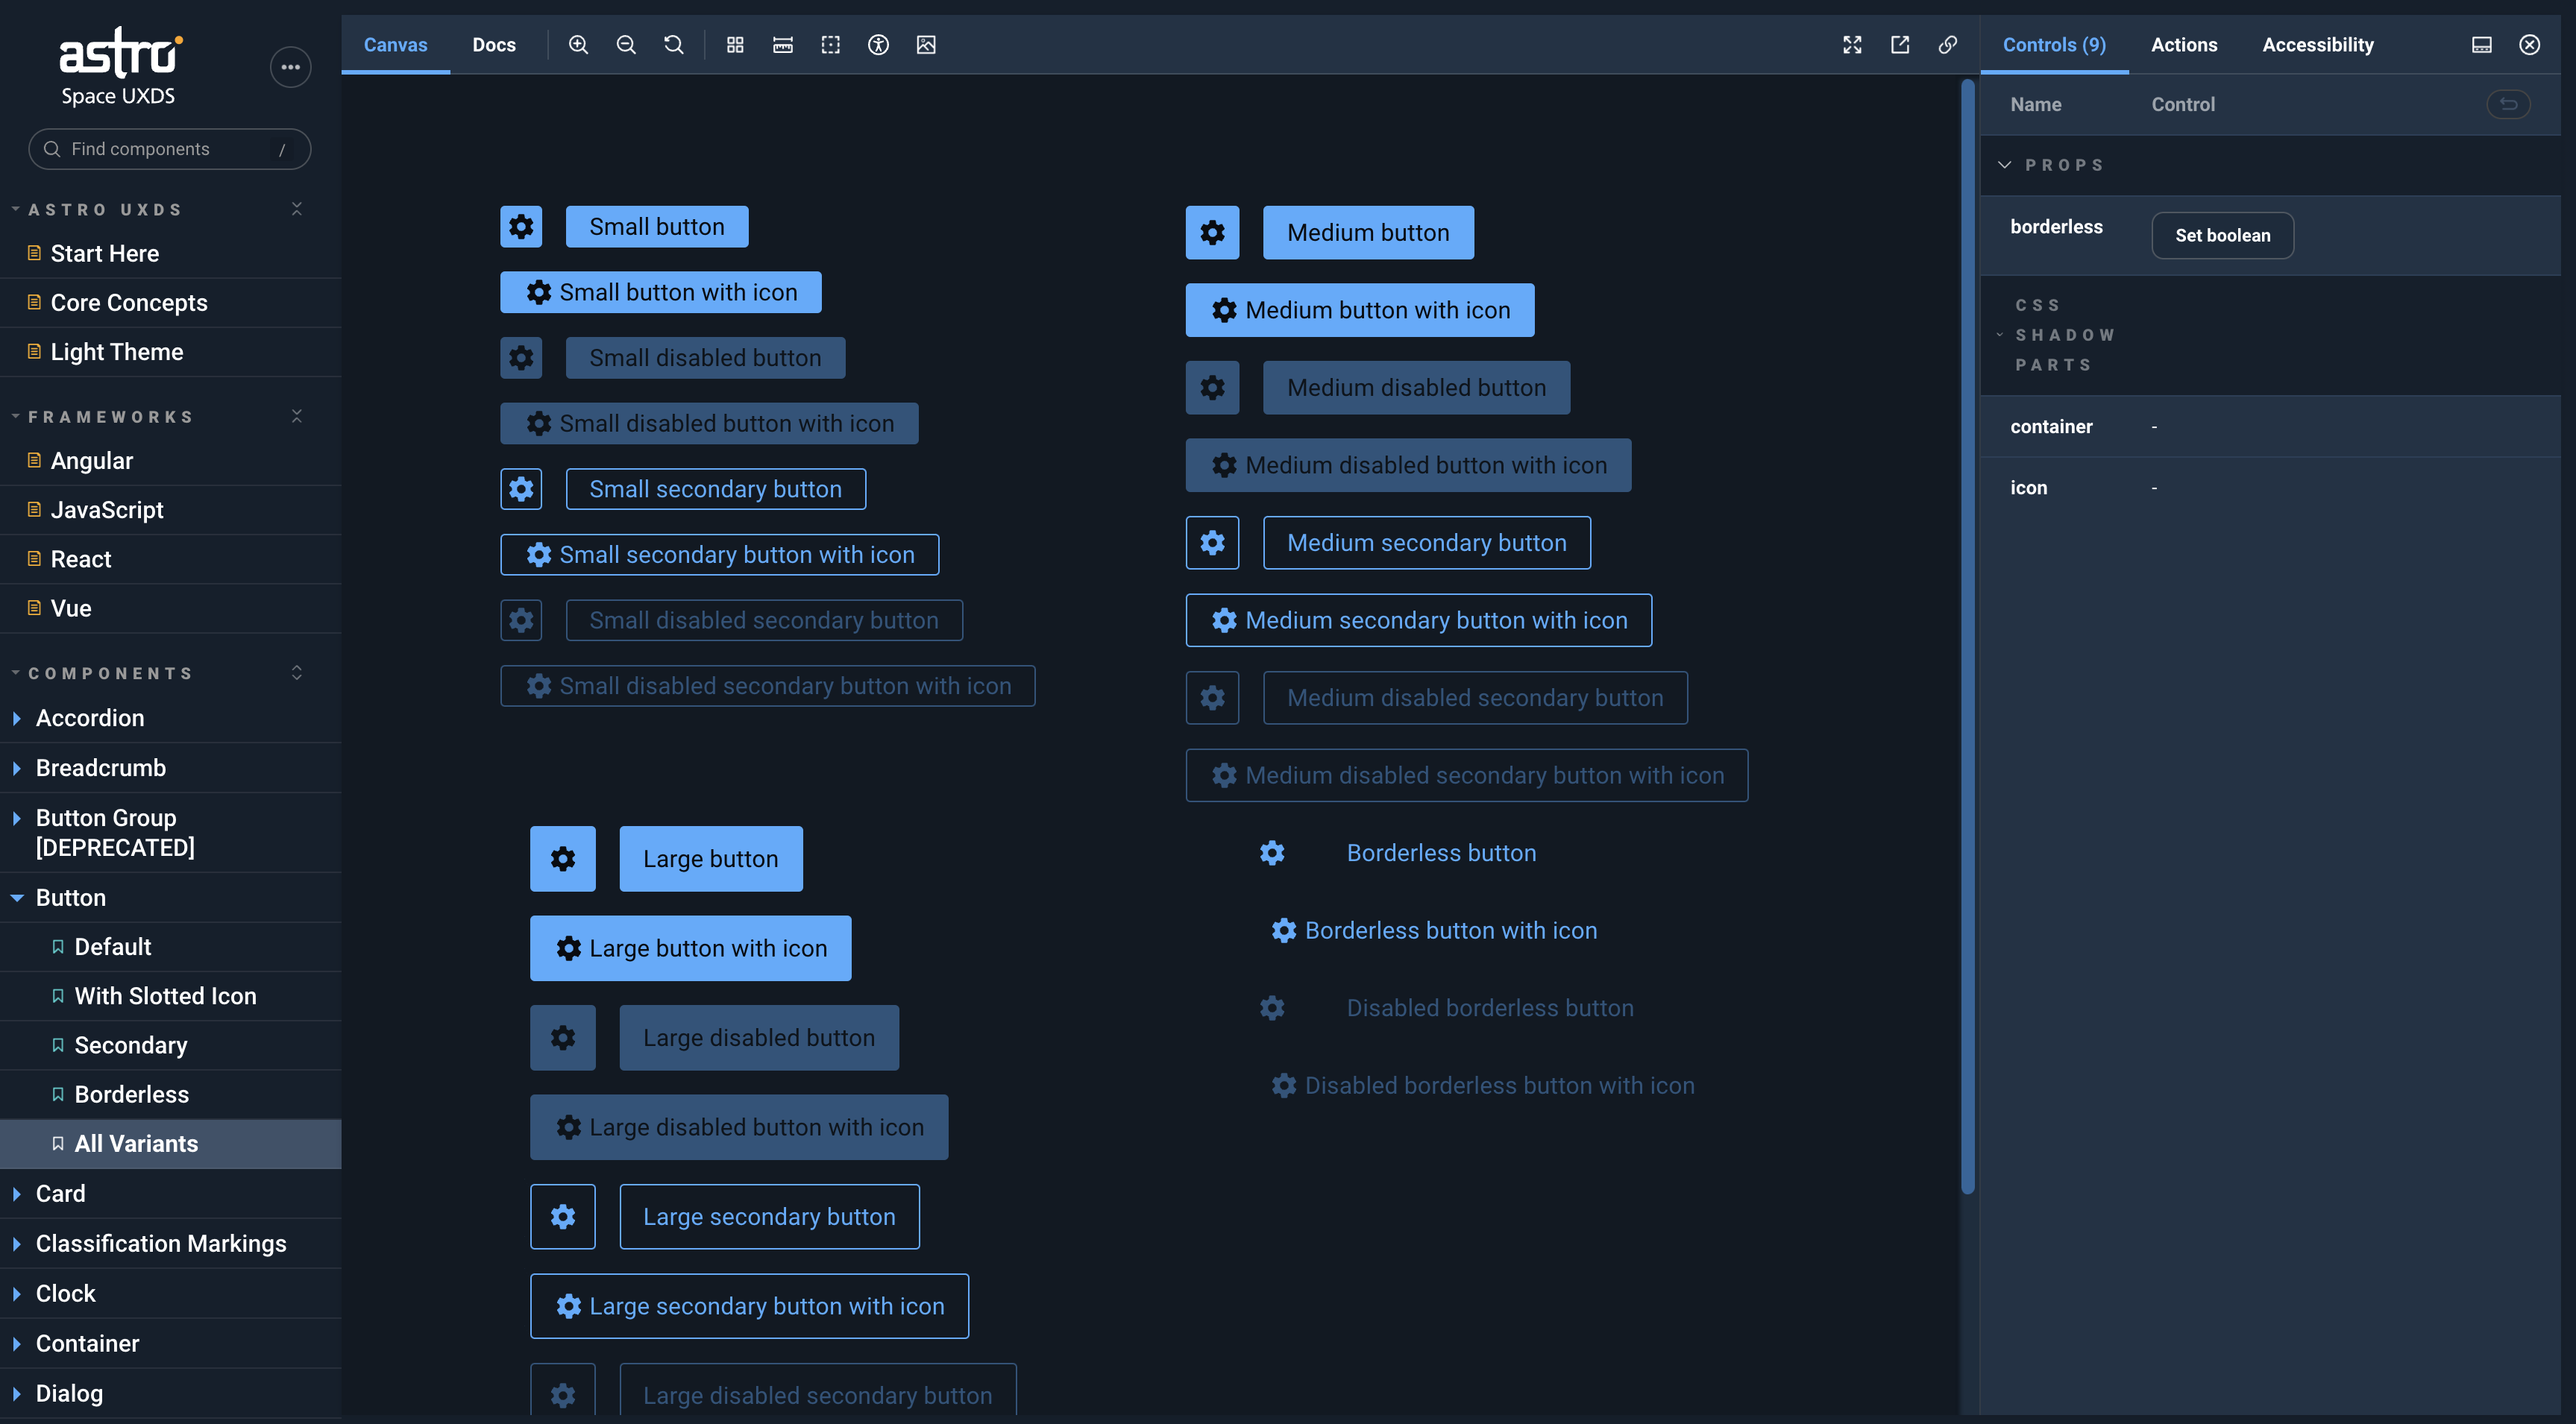 astro
Space UXDS
Find components /
ASTRO UXDS
Start Here
Core Concepts
Light Theme
FRAMEWORKS
Angular
JavaScript
React
Vue
COMPONENTS
Accordion
Breadcrumb
Button Group
[DEPRECATED]
Button
Default
With Slotted Icon
Secondary
Borderless
All Variants
Card
Classification Markings
Clock
Container
Dialog
Canvas Docs
Small button
Small button with icon
Small disabled button
Small disabled button with icon
Small secondary button
Small secondary button with icon
Small disabled secondary button
Small disabled secondary button with icon
Medium button
Medium button with icon
Medium disabled button
Medium disabled button with icon
Medium secondary button
Medium secondary button with icon
Medium disabled secondary button
Medium disabled secondary button with icon
Borderless button
Borderless button with icon
Disabled borderless button
Disabled borderless button with icon
Large button
Large button with icon
Large disabled button
Large disabled button with icon
Large secondary button
Large secondary button with icon
Large disabled secondary button
Controls (9) Actions Accessibility
Name Control
PROPS
borderless Set boolean
CSS
SHADOW
PARTS
container -
icon -